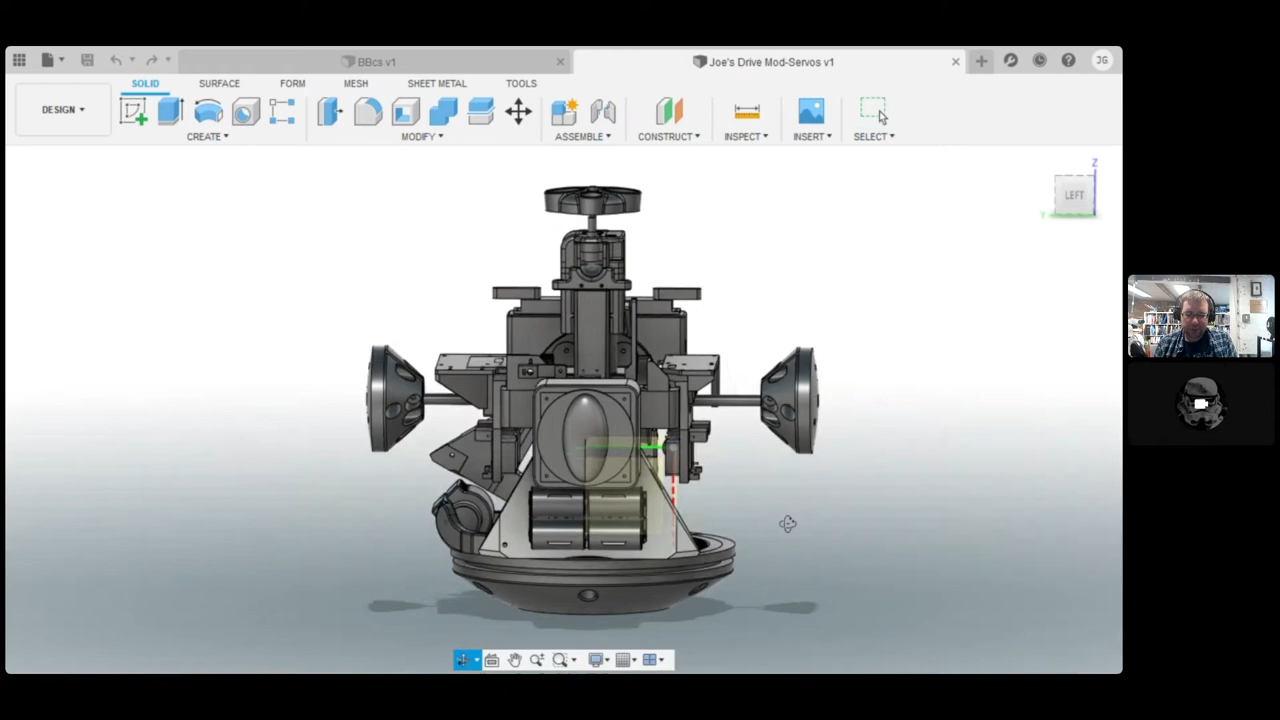 BBcs v1
Joe's Drive Mod-Servos v1
JG
SOLID SURFACE FORM MESH SHEET METAL TOOLS
DESIGN
CREATE MODIFY ASSEMBLE CONSTRUCT INSPECT INSERT SELECT
Z
LEFT
Y